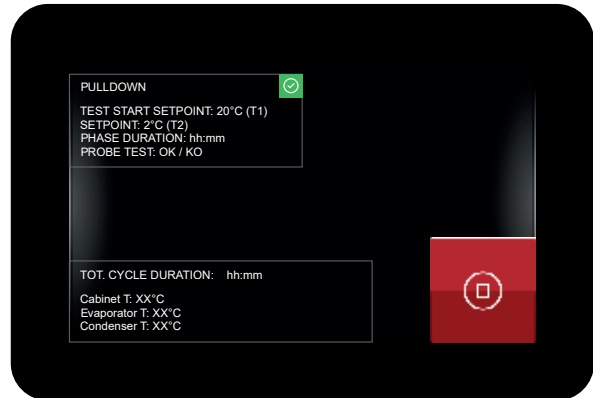 PULLDOWN
TEST START SETPOINT: 20°C (T1)
SETPOINT: 2°C (T2)
PHASE DURATION: hh:mm
PROBE TEST: OK / KO
TOT. CYCLE DURATION: hh:mm
Cabinet T: XX°C
Evaporator T: XX°C
Condenser T: XX°C